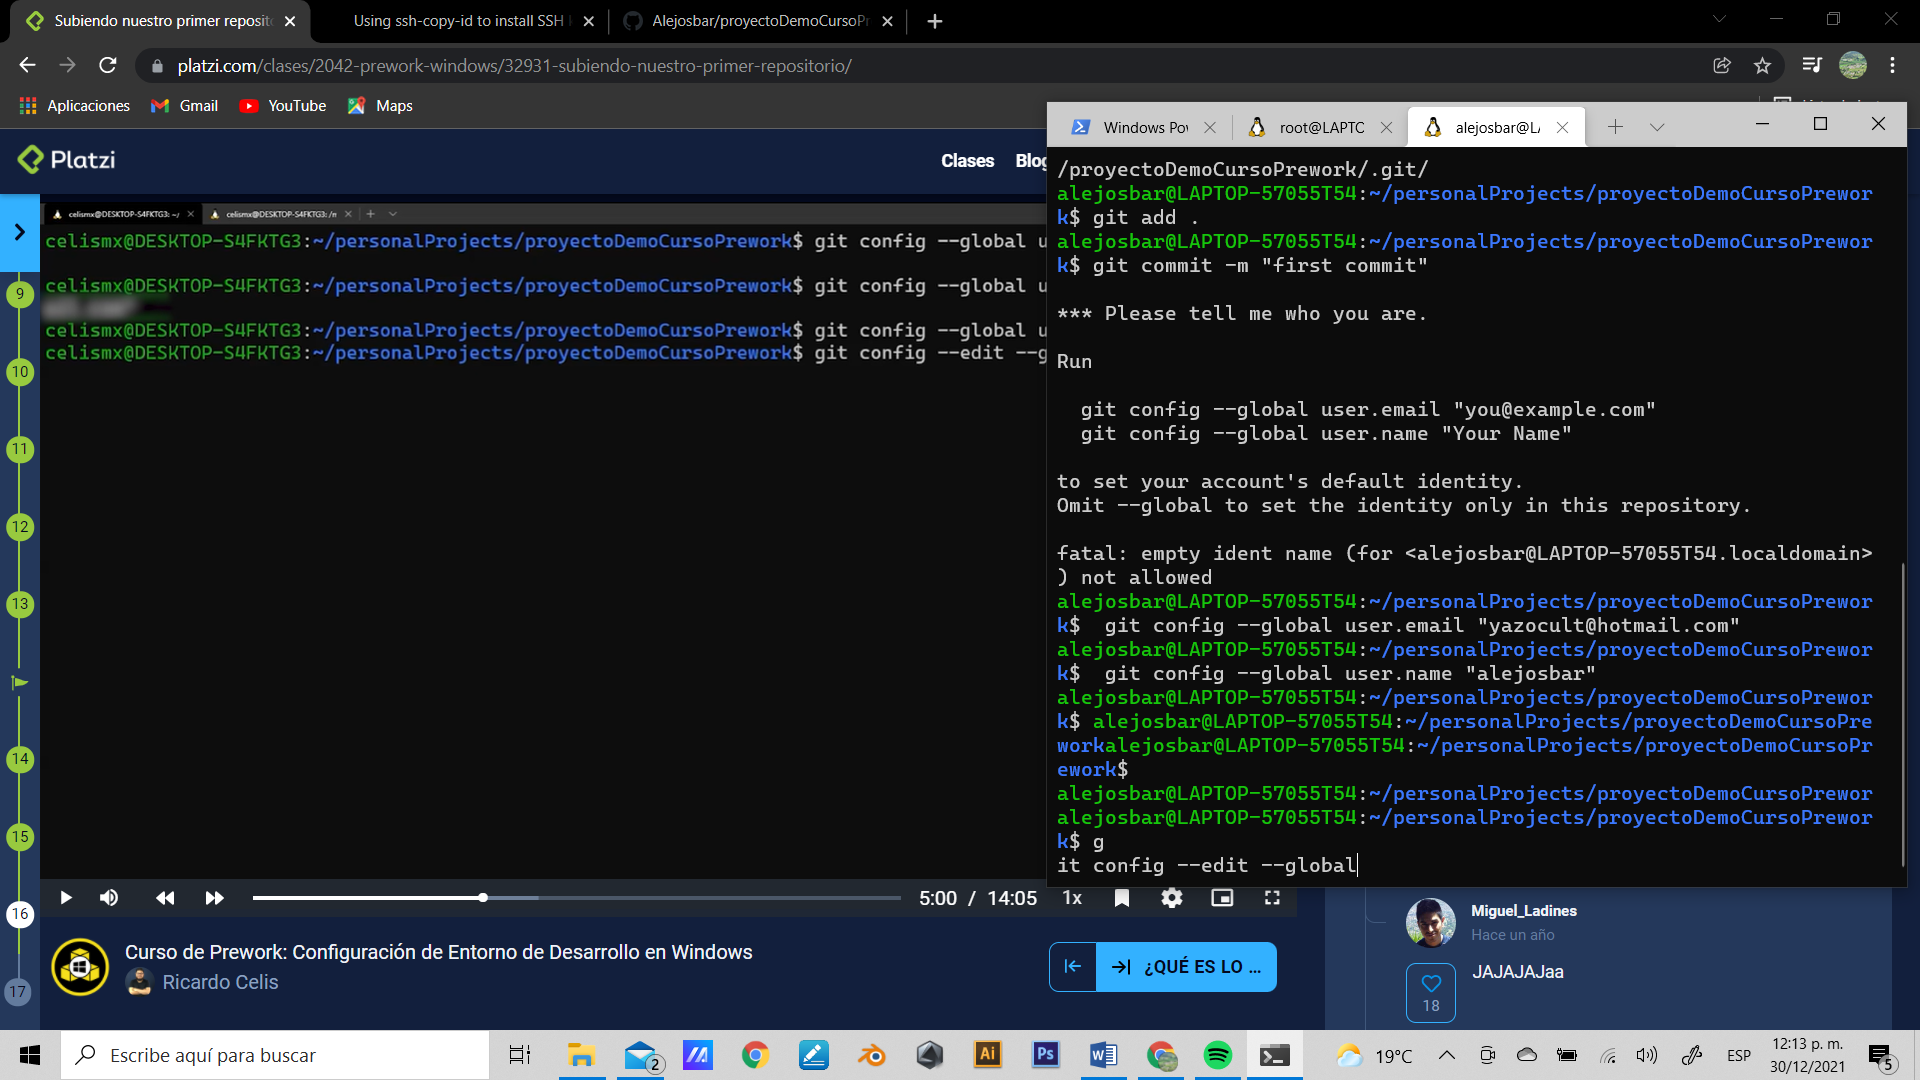 Subiendo nuestro primer reposit
Using ssh-copy-id to install SSH
Alejosbar/proyectoDemoCursoP
platzi.com/clases/2042-prework-windows/32931-subiendo-nuestro-primer-repositorio/
Aplicaciones
Gmail
YouTube
Maps
Platzi
Clases
Blog
celismx@DESKTOP-S4FKTG3: ~/
celismx@DESKTOP-S4FKTG3: /
celismx@DESKTOP-S4FKTG3:~/personalProjects/proyectoDemoCursoPrework$ git config --global u
celismx@DESKTOP-S4FKTG3:~/personalProjects/proyectoDemoCursoPrework$ git config --global u
celismx@DESKTOP-S4FKTG3:~/personalProjects/proyectoDemoCursoPrework$ git config --global u
celismx@DESKTOP-S4FKTG3:~/personalProjects/proyectoDemoCursoPrework$ git config --edit --g
9
10
11
12
13
14
15
16
17
Windows Pow
root@LAPTC
alejosbar@L
/proyectoDemoCursoPrework/.git/
alejosbar@LAPTOP-57055T54:~/personalProjects/proyectoDemoCursoPrewor
k$ git add .
alejosbar@LAPTOP-57055T54:~/personalProjects/proyectoDemoCursoPrewor
k$ git commit -m "first commit"
*** Please tell me who you are.
Run
git config --global user.email "you@example.com"
git config --global user.name "Your Name"
to set your account's default identity.
Omit --global to set the identity only in this repository.
fatal: empty ident name (for <alejosbar@LAPTOP-57055T54.localdomain>
) not allowed
alejosbar@LAPTOP-57055T54:~/personalProjects/proyectoDemoCursoPrewor
k$  git config --global user.email "yazocult@hotmail.com"
alejosbar@LAPTOP-57055T54:~/personalProjects/proyectoDemoCursoPrewor
k$  git config --global user.name "alejosbar"
alejosbar@LAPTOP-57055T54:~/personalProjects/proyectoDemoCursoPrewor
k$ alejosbar@LAPTOP-57055T54:~/personalProjects/proyectoDemoCursoPre
workalejosbar@LAPTOP-57055T54:~/personalProjects/proyectoDemoCursoPr
ework$
alejosbar@LAPTOP-57055T54:~/personalProjects/proyectoDemoCursoPrewor
alejosbar@LAPTOP-57055T54:~/personalProjects/proyectoDemoCursoPrewor
k$ g
it config --edit --global
5:00 / 14:05
1x
Curso de Prework: Configuración de Entorno de Desarrollo en Windows
Ricardo Celis
¿QUÉ ES LO ...
Miguel_Ladines
Hace un año
JAJAJAJaa
18
Escribe aquí para buscar
2
Ai
Ps
19°C
ESP
12:13 p. m.
30/12/2021
5